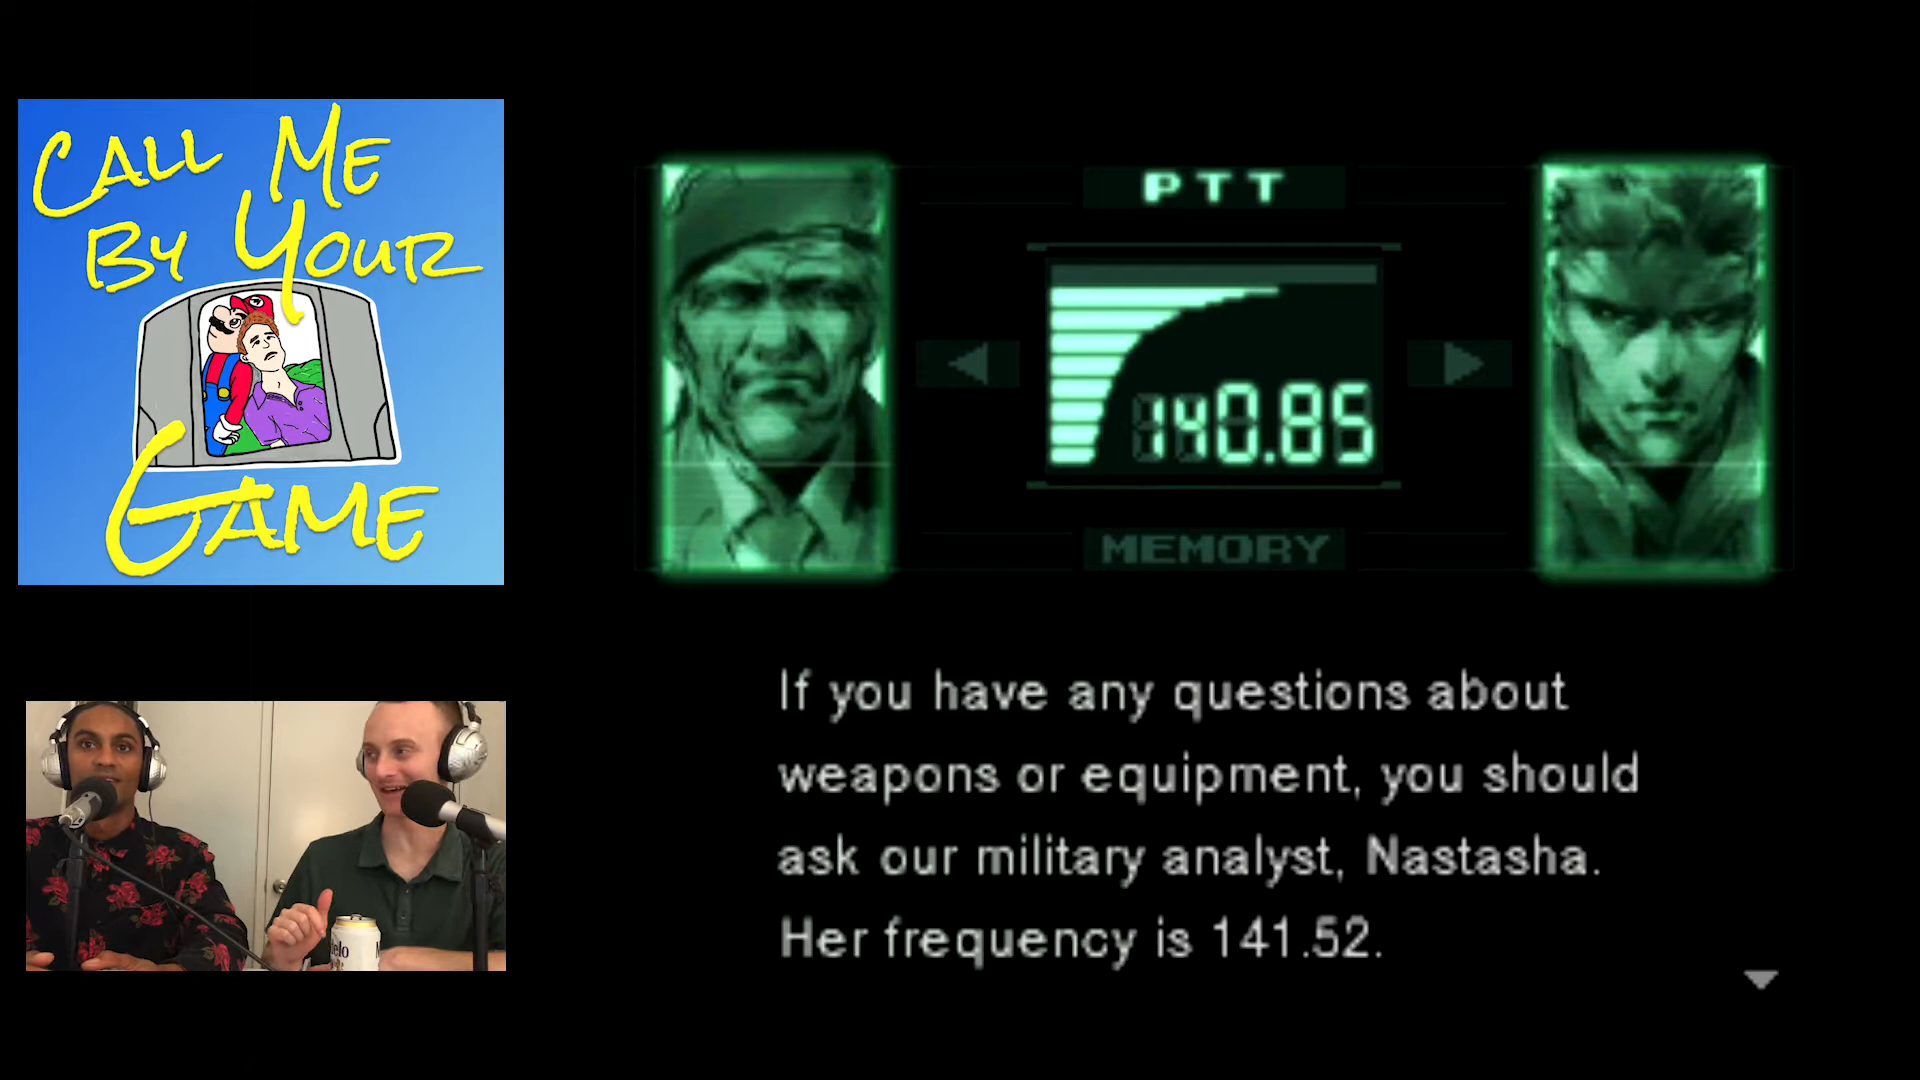 CALL ME
BY YOUR
GAME
PTT
140.85
MEMORY
If you have any questions about
weapons or equipment, you should
ask our military analyst, Nastasha.
Her frequency is 141.52.